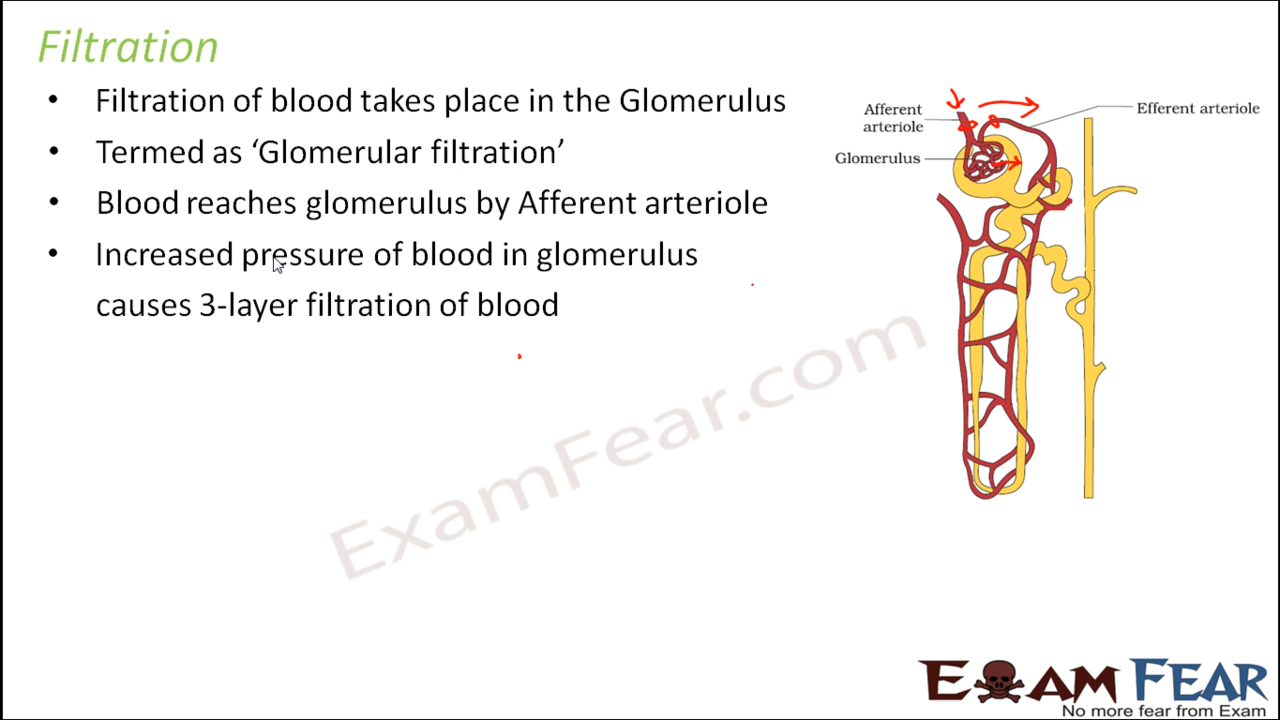 Filtration
• Filtration of blood takes place in the Glomerulus
• Termed as ‘Glomerular filtration’
• Blood reaches glomerulus by Afferent arteriole
• Increased pressure of blood in glomerulus
causes 3-layer filtration of blood
Afferent
arteriole
Efferent arteriole
Glomerulus
ExamFear.com
EXAM FEAR
No more fear from Exam